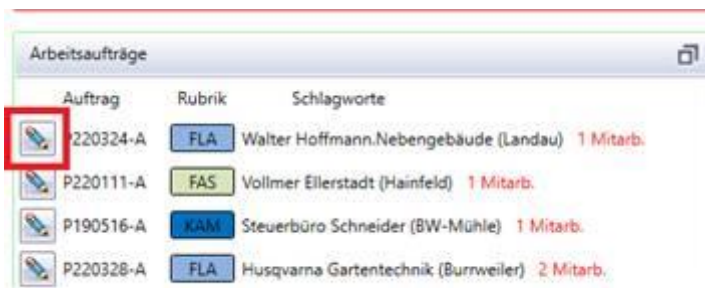 Arbeitsaufträge
Auftrag Rubrik Schlagworte
P220324-A FLA Walter Hoffmann.Nebengebäude (Landau) 1 Mitarb.
P220111-A FAS Vollmer Ellerstadt (Hainfeld) 1 Mitarb.
P190516-A KAM Steuerbüro Schneider (BW-Mühle) 1 Mitarb.
P220328-A FLA Husqvarna Gartentechnik (Burrweiler) 2 Mitarb.